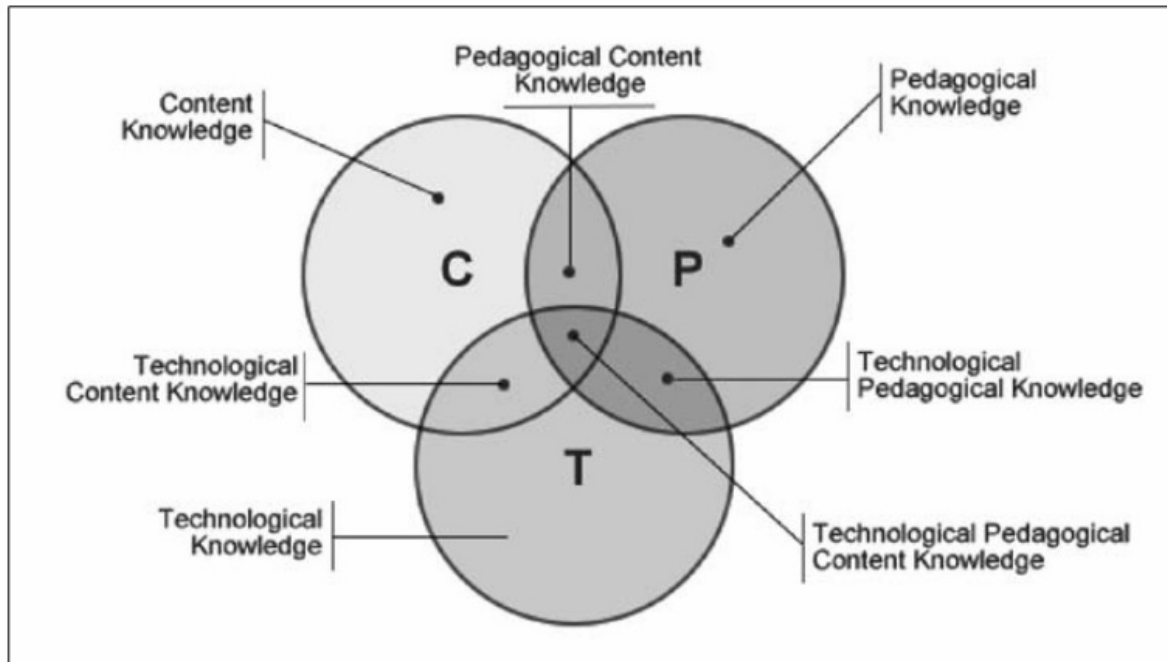 Pedagogical Content
Knowledge
Content
Knowledge
Pedagogical
Knowledge
C
P
Technological
Content Knowledge
Technological
Pedagogical Knowledge
T
Technological
Knowledge
Technological Pedagogical
Content Knowledge